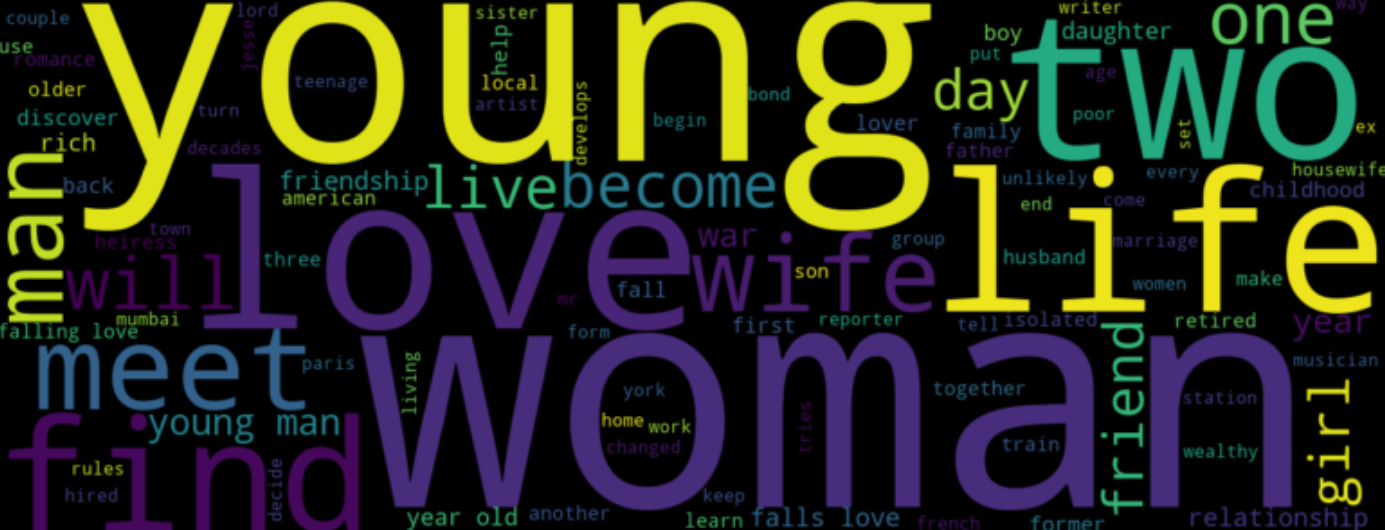 couple
lord
sister
writer
way
young
one
use
romance
jesse
help
boy
daughter
two
older
teenage
local
artist
develops
bond
day
put
age
discover
turn
begin
lover
family
poor
set
ex
rich
decades
father
man
back
friendship
live
become
american
life
unlikely
every
housewife
end
come
childhood
town
heiress
love
war
wife
group
marriage
will
three
son
husband
women
make
mr
fall
mumbai
falling love
form
first
reporter
tell
isolated
retired
year
meet
paris
woman
living
york
together
friend
musician
girl
young man
home
work
tries
train
station
find
changed
wealthy
rules
hired
decide
keep
year old
another
learn
falls love
french
former
relationship